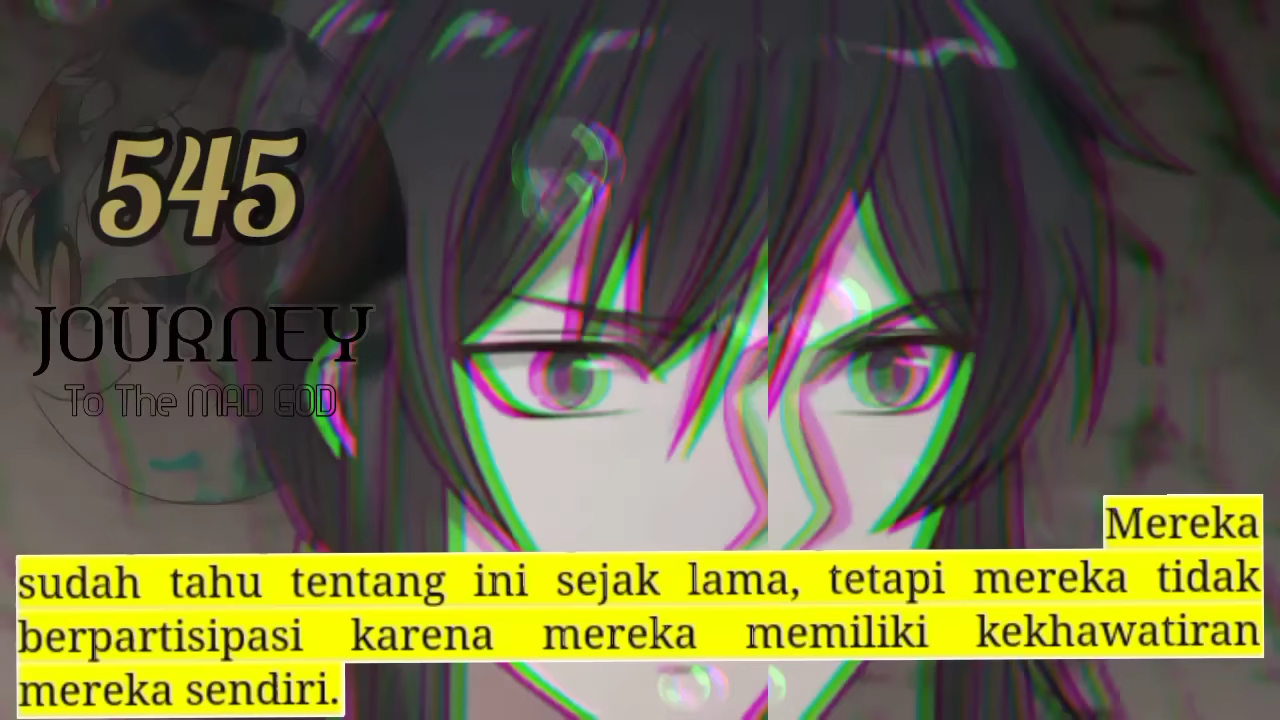 545
JOURNEY
To The MAD GOD
Mereka
sudah tahu tentang ini sejak lama, tetapi mereka tidak
berpartisipasi karena mereka memiliki kekhawatiran
mereka sendiri.